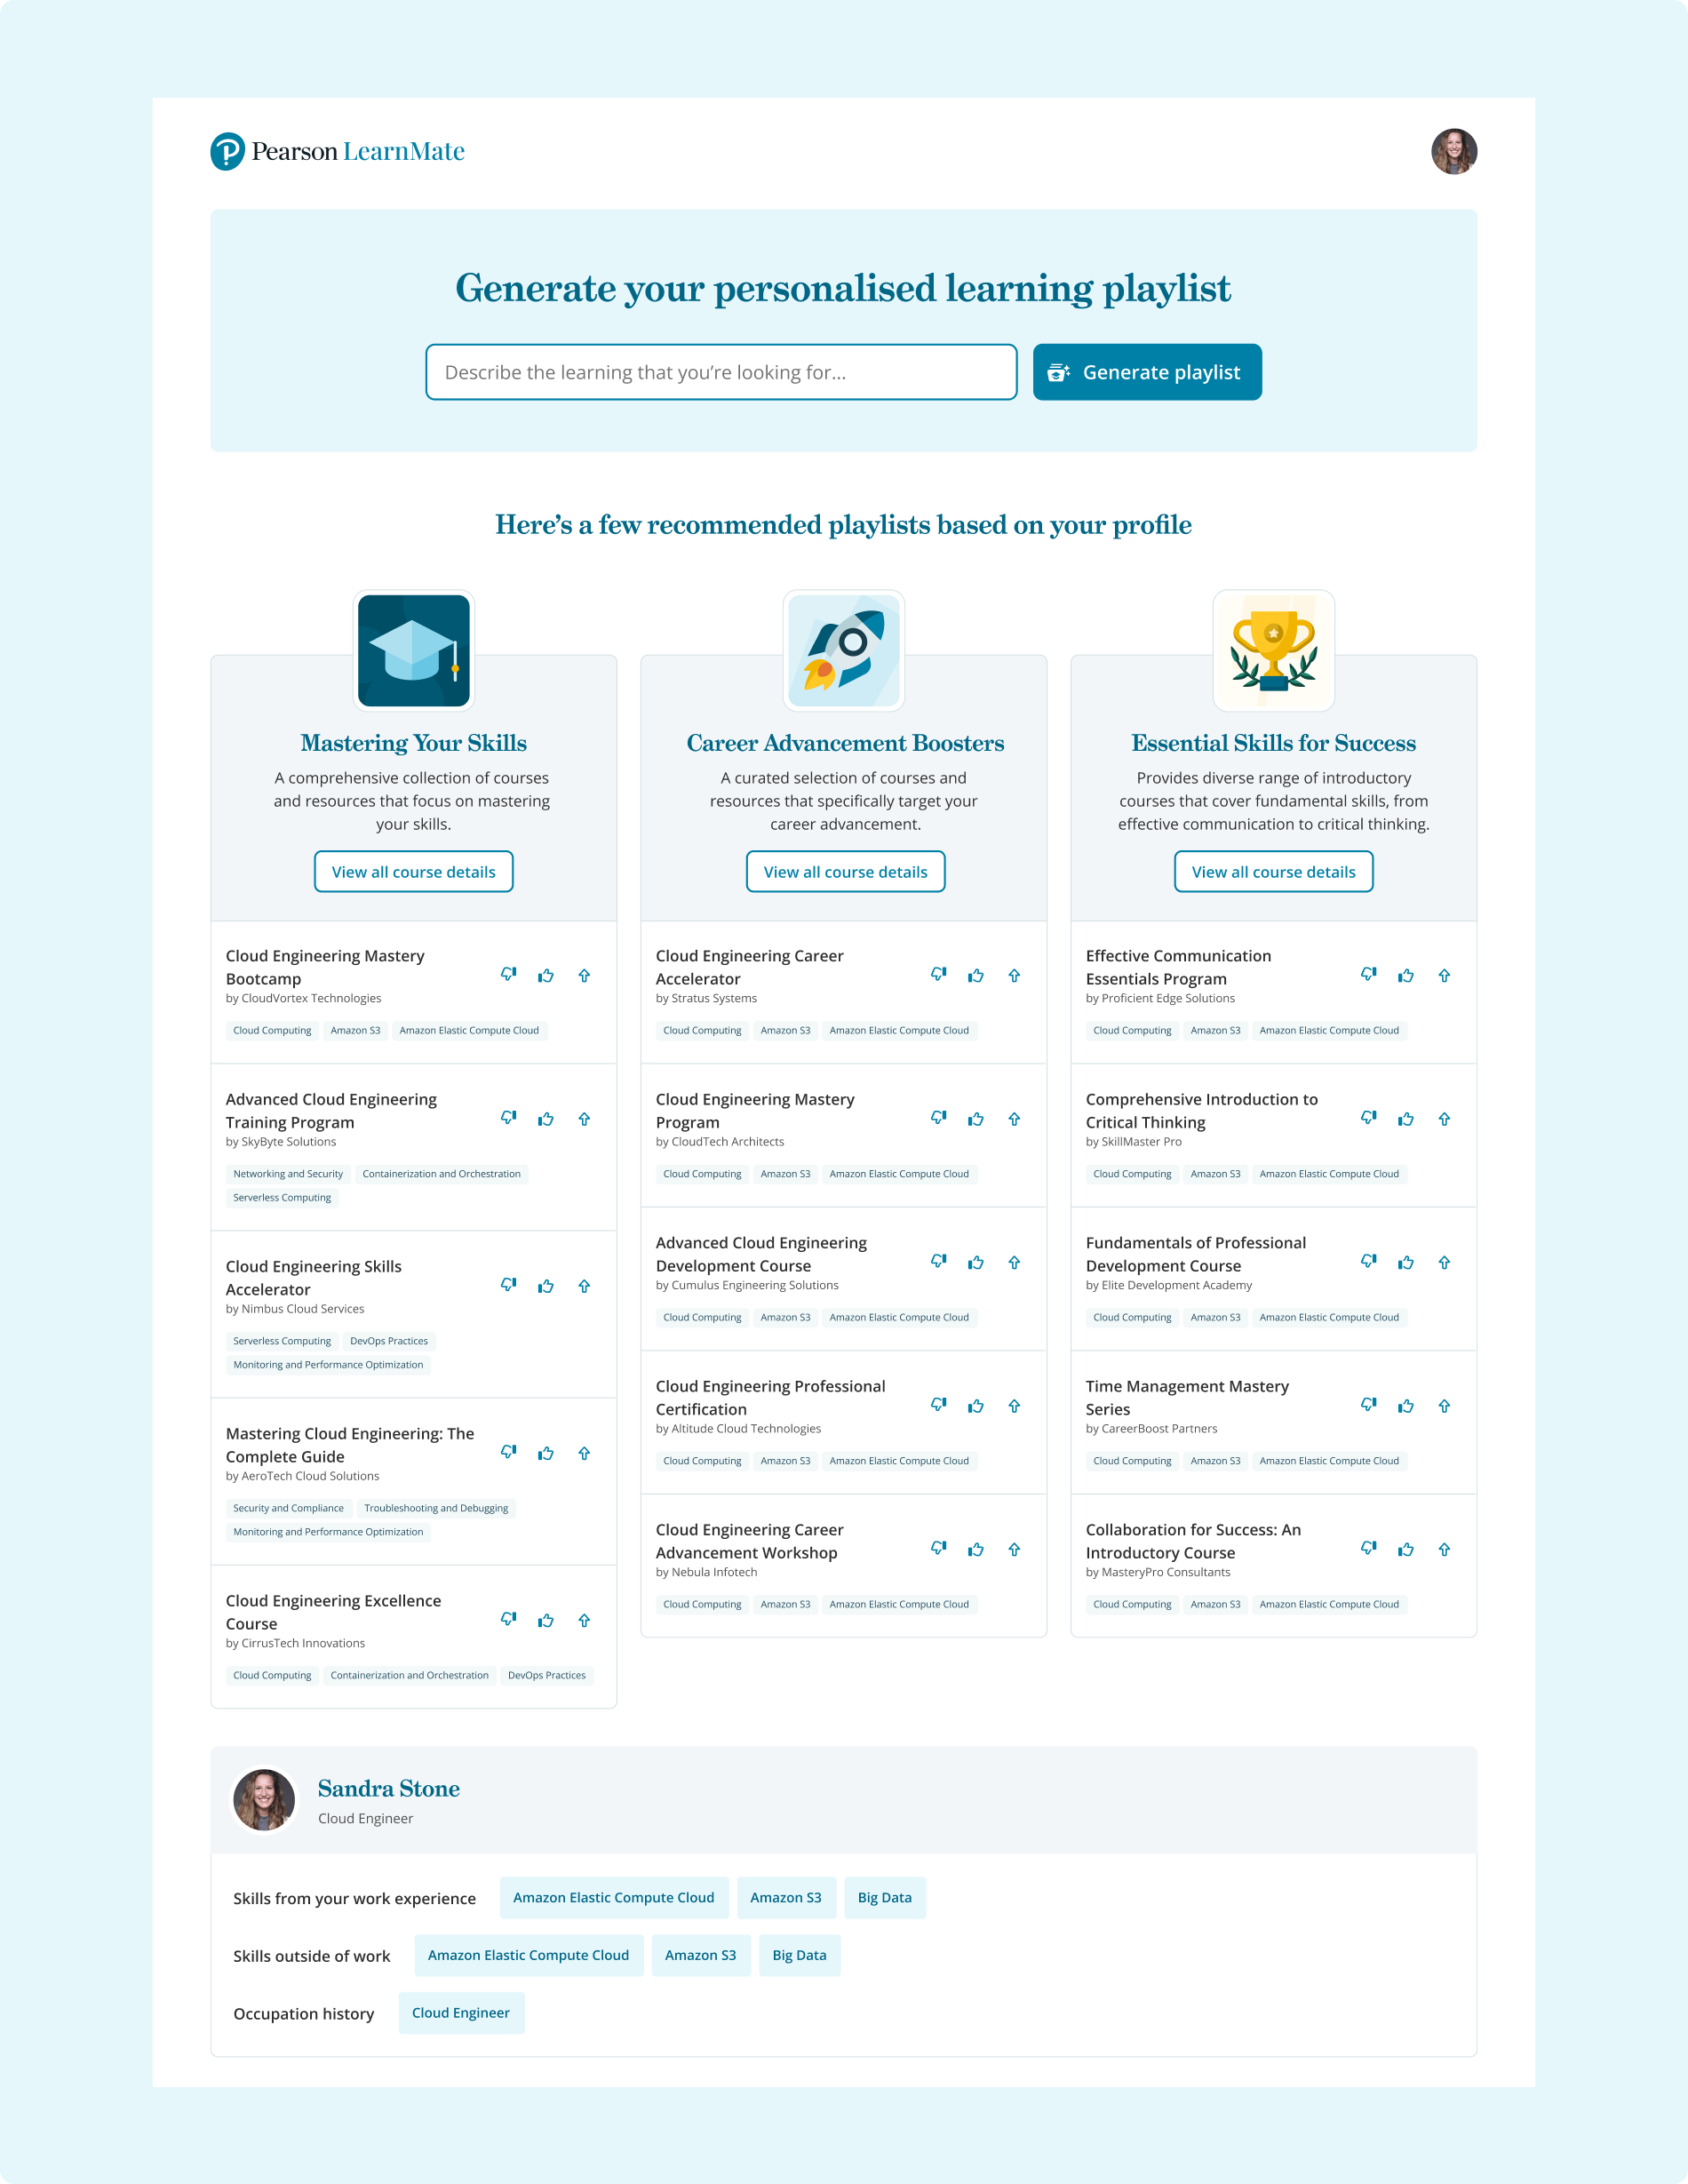 Pearson LearnMate
Generate your personalised learning playlist
Describe the learning that you’re looking for...
Generate playlist
Here’s a few recommended playlists based on your profile
Mastering Your Skills
A comprehensive collection of courses
and resources that focus on mastering
your skills.
View all course details
Cloud Engineering Mastery
Bootcamp
by CloudVortex Technologies
Cloud Computing Amazon S3 Amazon Elastic Compute Cloud
Advanced Cloud Engineering
Training Program
by SkyByte Solutions
Networking and Security Containerization and Orchestration
Serverless Computing
Cloud Engineering Skills
Accelerator
by Nimbus Cloud Services
Serverless Computing DevOps Practices
Monitoring and Performance Optimization
Mastering Cloud Engineering: The
Complete Guide
by AeroTech Cloud Solutions
Security and Compliance Troubleshooting and Debugging
Monitoring and Performance Optimization
Cloud Engineering Excellence
Course
by CirrusTech Innovations
Cloud Computing Containerization and Orchestration DevOps Practices
Career Advancement Boosters
A curated selection of courses and
resources that specifically target your
career advancement.
View all course details
Cloud Engineering Career
Accelerator
by Stratus Systems
Cloud Computing Amazon S3 Amazon Elastic Compute Cloud
Cloud Engineering Mastery
Program
by CloudTech Architects
Cloud Computing Amazon S3 Amazon Elastic Compute Cloud
Advanced Cloud Engineering
Development Course
by Cumulus Engineering Solutions
Cloud Computing Amazon S3 Amazon Elastic Compute Cloud
Cloud Engineering Professional
Certification
by Altitude Cloud Technologies
Cloud Computing Amazon S3 Amazon Elastic Compute Cloud
Cloud Engineering Career
Advancement Workshop
by Nebula Infotech
Cloud Computing Amazon S3 Amazon Elastic Compute Cloud
Essential Skills for Success
Provides diverse range of introductory
courses that cover fundamental skills, from
effective communication to critical thinking.
View all course details
Effective Communication
Essentials Program
by Proficient Edge Solutions
Cloud Computing Amazon S3 Amazon Elastic Compute Cloud
Comprehensive Introduction to
Critical Thinking
by SkillMaster Pro
Cloud Computing Amazon S3 Amazon Elastic Compute Cloud
Fundamentals of Professional
Development Course
by Elite Development Academy
Cloud Computing Amazon S3 Amazon Elastic Compute Cloud
Time Management Mastery
Series
by CareerBoost Partners
Cloud Computing Amazon S3 Amazon Elastic Compute Cloud
Collaboration for Success: An
Introductory Course
by MasteryPro Consultants
Cloud Computing Amazon S3 Amazon Elastic Compute Cloud
Sandra Stone
Cloud Engineer
Skills from your work experience Amazon Elastic Compute Cloud Amazon S3 Big Data
Skills outside of work Amazon Elastic Compute Cloud Amazon S3 Big Data
Occupation history Cloud Engineer